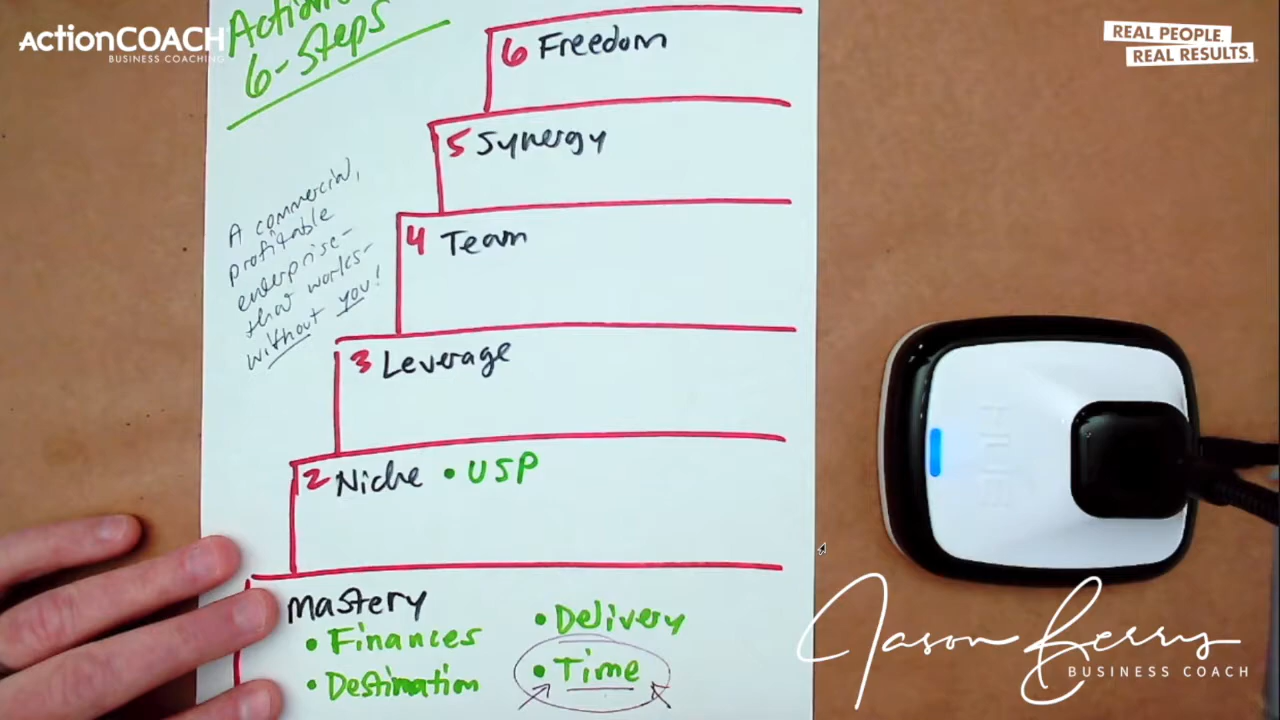 actionCOACH
BUSINESS COACHING
REAL PEOPLE.
REAL RESULTS.
6-Steps
6 Freedom
5 Synergy
4 Team
A commercial,
profitable
enterprise-
that works-
without you!
3 Leverage
2 Niche • USP
Mastery
• Finances
• Destination
• Delivery
• Time
HUE
Jason Berry
BUSINESS COACH